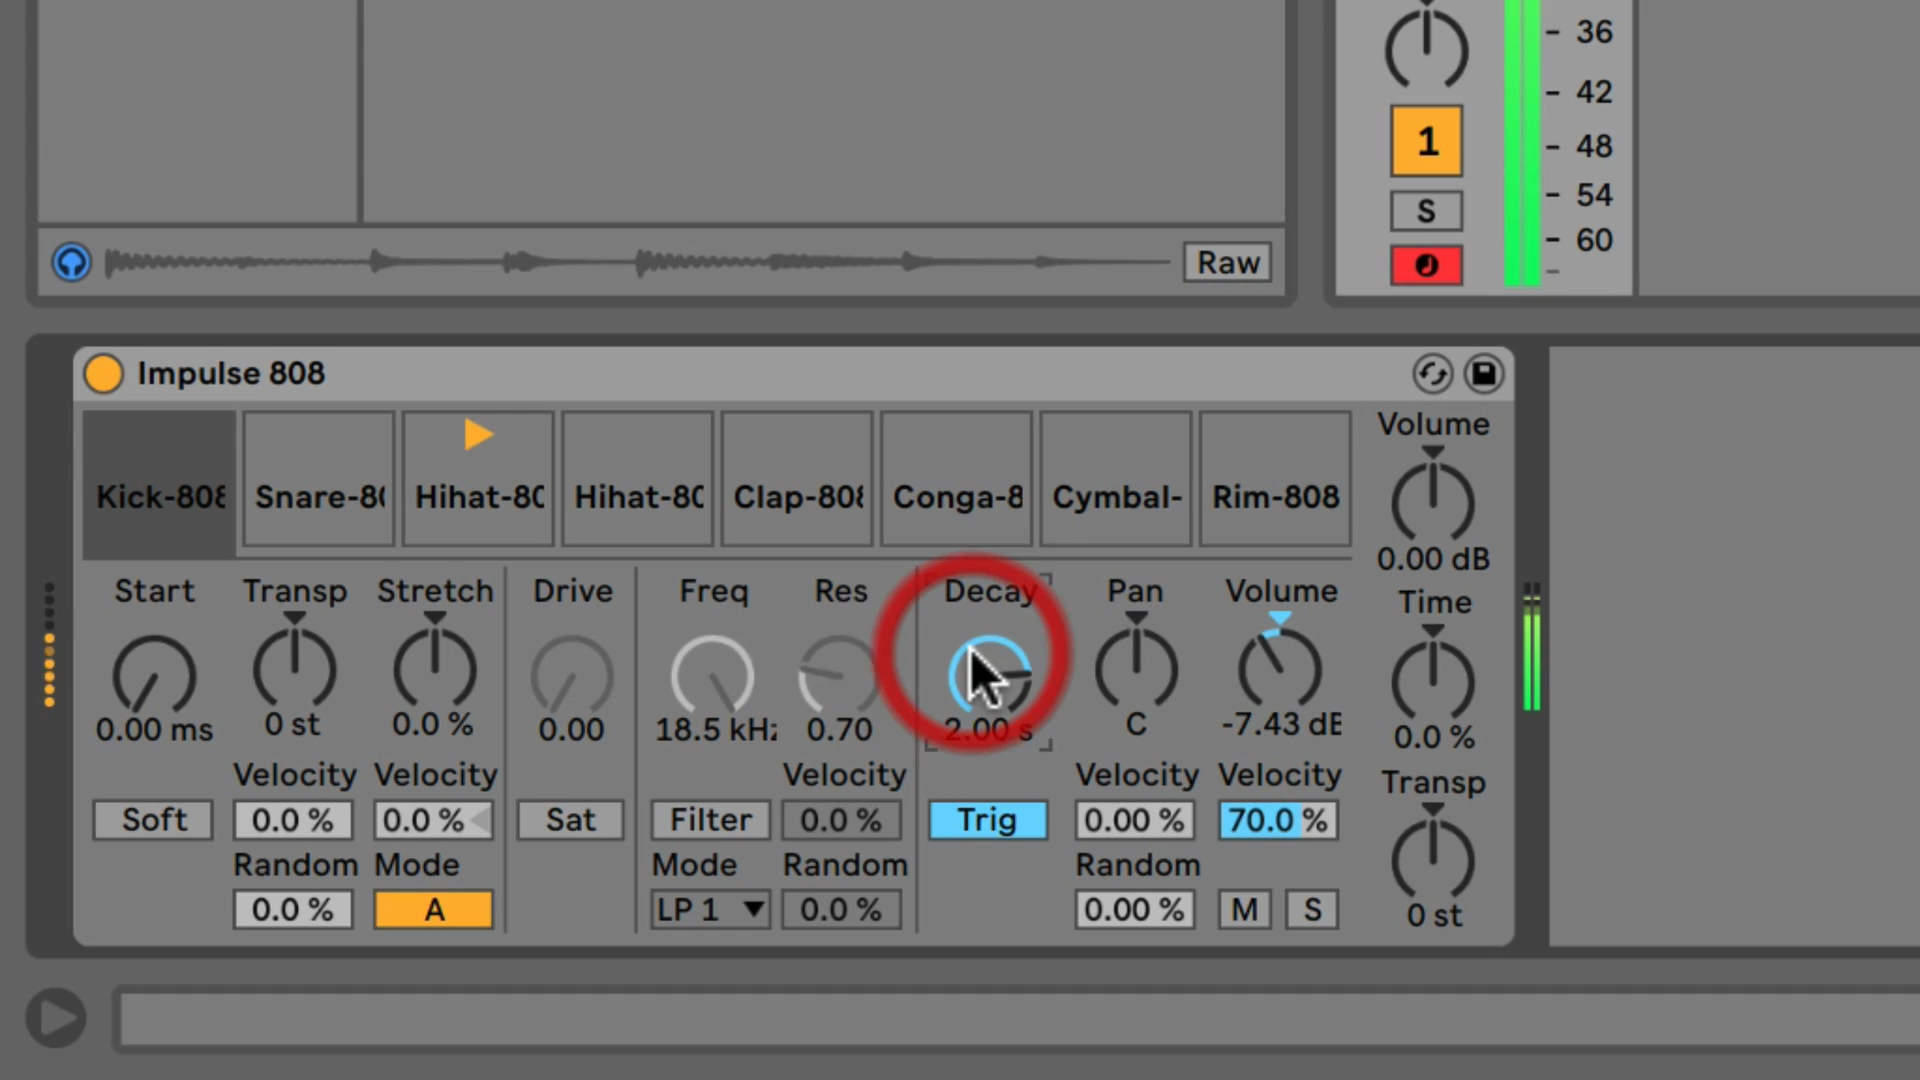 36
42
1
48
54
S
60
Raw
Impulse 808
Kick-808 Snare-80 Hihat-80 Hihat-80 Clap-808 Conga-8 Cymbal- Rim-808
Volume
0.00 dB
Start Transp Stretch Drive Freq Res Decay Pan Volume
Time
0.00 ms 0 st 0.0 % 0.00 18.5 kHz 0.70 2.00 s C -7.43 dB
0.0 %
Velocity Velocity Velocity Velocity Velocity
Transp
Soft 0.0 % 0.0 % Sat Filter 0.0 % Trig 0.00 % 70.0 %
Random Mode Mode Random Random
0.0 % A LP 1 0.0 % 0.00 % M S
0 st